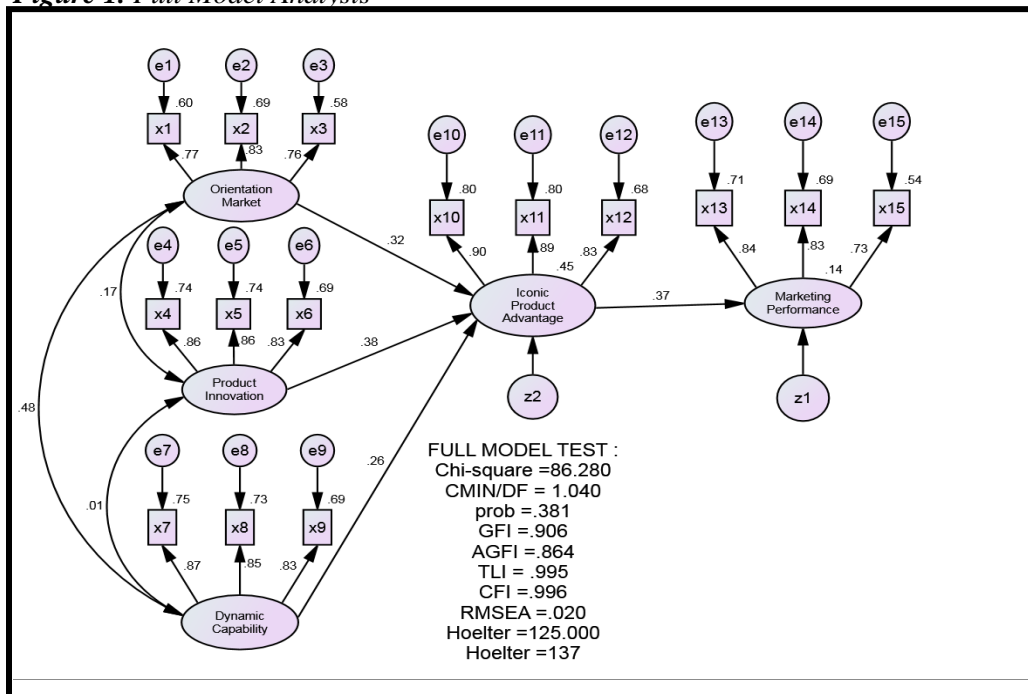 Figure 1. Full Model Analysis
e1 e2 e3
.60 .69 .58
x1 x2 x3
.77 .83 .76
Orientation
Market
e4 e5 e6
.74 .74 .69
x4 x5 x6
.86 .86 .83
Product
Innovation
e7 e8 e9
.75 .73 .69
x7 x8 x9
.87 .85 .83
Dynamic
Capability
.17
.48
.01
.32
.38
.26
e10 e11 e12
.80 .80 .68
x10 x11 x12
.90 .89 .83
.45
Iconic
Product
Advantage
z2
.37
e13 e14 e15
.71 .69 .54
x13 x14 x15
.84 .83 .73
.14
Marketing
Performance
z1
FULL MODEL TEST :
Chi-square =86.280
CMIN/DF = 1.040
prob =.381
GFI =.906
AGFI =.864
TLI = .995
CFI =.996
RMSEA =.020
Hoelter =125.000
Hoelter =137